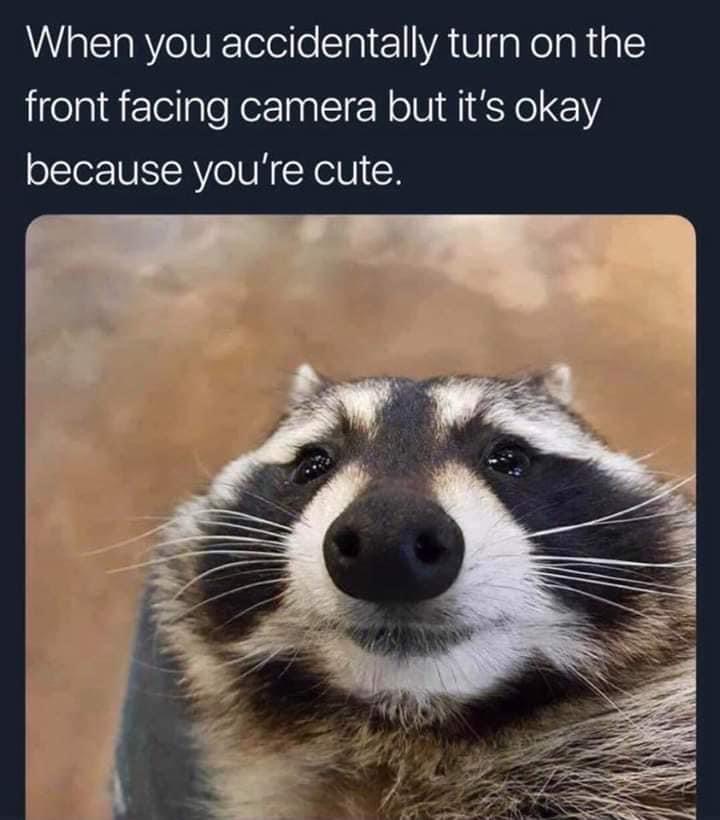 When you accidentally turn on the
front facing camera but it's okay
because you're cute.